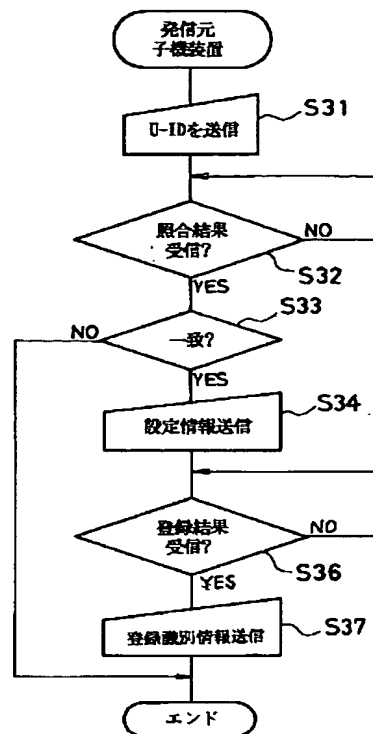 発信元
子機装置
S31
U-IDを送信
照合結果
受信?
NO
S32
YES
S33
NO
一致?
YES
S34
設定情報送信
登録結果
受信?
NO
S36
YES
S37
登録識別情報送信
エンド